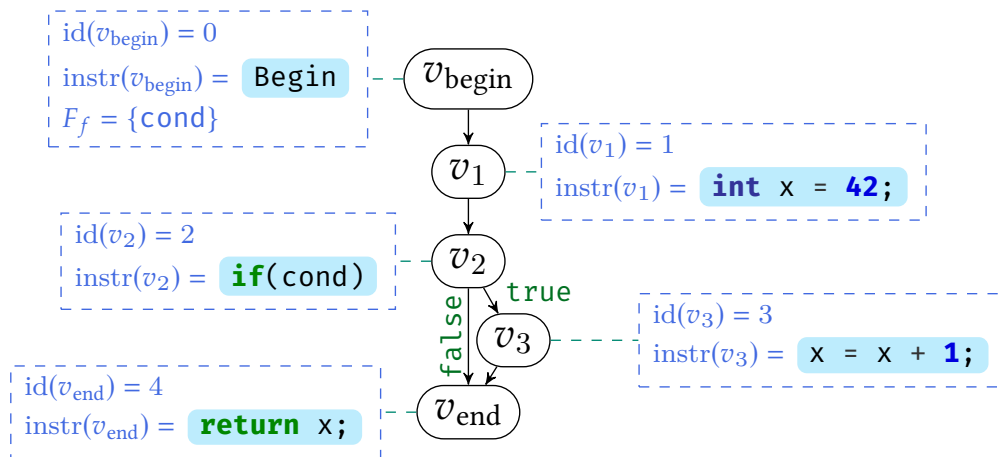 id(v_begin) = 0
instr(v_begin) = Begin
F_f = {cond}
v_begin
id(v_1) = 1
instr(v_1) = int x = 42;
v_1
id(v_2) = 2
instr(v_2) = if(cond)
v_2
true
false
id(v_3) = 3
instr(v_3) = x = x + 1;
v_3
id(v_end) = 4
instr(v_end) = return x;
v_end